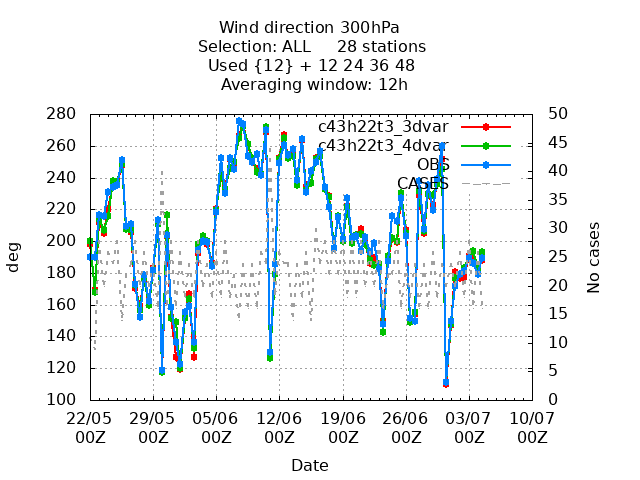 Wind direction 300hPa
Selection: ALL     28 stations
Used {12} + 12 24 36 48
Averaging window: 12h
c43h22t3_3dvar
c43h22t3_4dvar
OBS
CASES
deg
280
260
240
220
200
180
160
140
120
100
No cases
50
45
40
35
30
25
20
15
10
5
0
22/05 29/05 05/06 12/06 19/06 26/06 03/07 10/07
00Z 00Z 00Z 00Z 00Z 00Z 00Z 00Z
Date